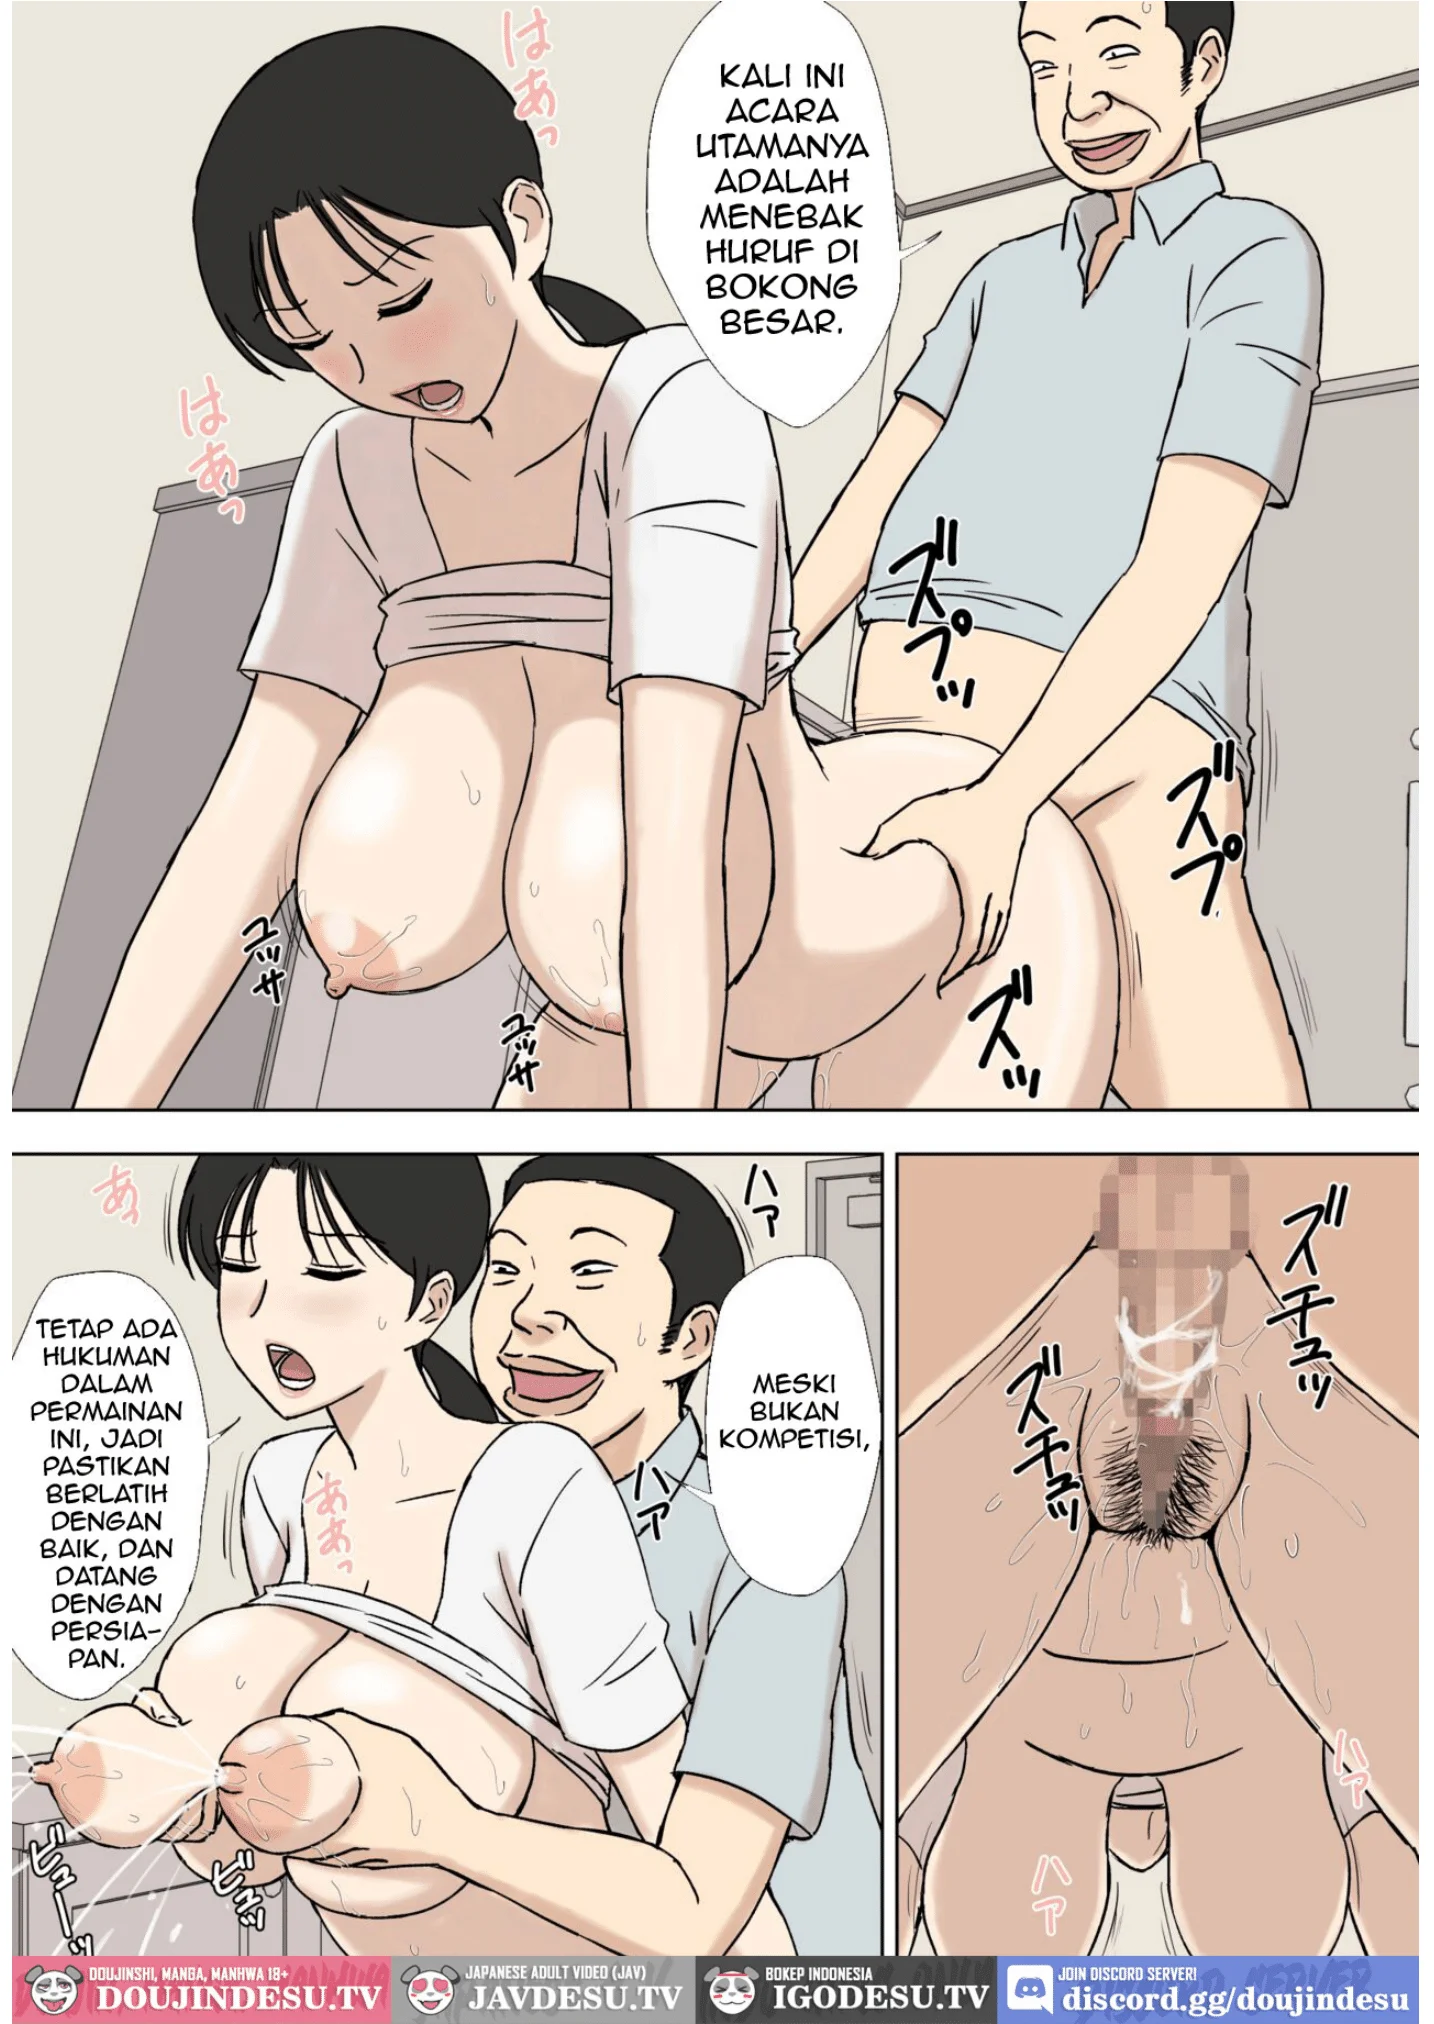 はあっ
KALI INI
ACARA
UTAMANYA
ADALAH
MENEBAK
HURUF DI
BOKONG
BESAR.
はあっ
ズプッ
ズプッ
ズズッ
ユッサ
ユッサ
あっ
ハァ
MESKI
BUKAN
KOMPETISI,
TETAP ADA
HUKUMAN
DALAM
PERMAINAN
INI, JADI
PASTIKAN
BERLATIH
DENGAN
BAIK, DAN
DATANG
DENGAN
PERSIA-
PAN.
ああっ
ハァ
ビューッ
ビュッ
ズチュッ
ズチュッ
ハァ
ハァ
DOUJINSHI, MANGA, MANHWA 18+
DOUJINDESU.TV
JAPANESE ADULT VIDEO (JAV)
JAVDESU.TV
BOKEP INDONESIA
IGODESU.TV
JOIN DISCORD SERVER!
discord.gg/doujindesu